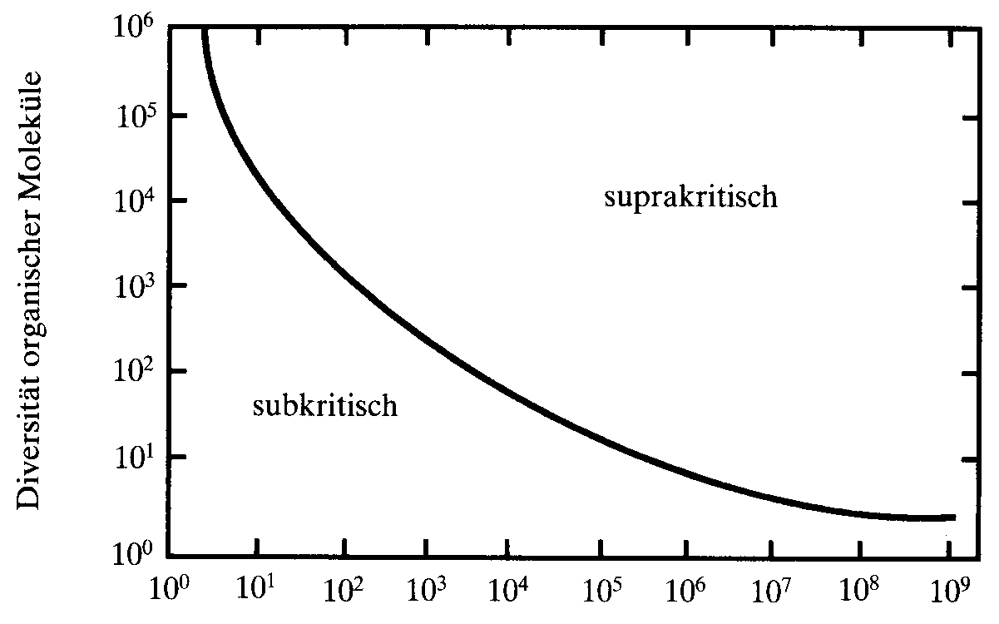 Diversität organischer Moleküle
10⁶
10⁵
10⁴
10³
10²
10¹
10⁰
suprakritisch
subkritisch
10⁰ 10¹ 10² 10³ 10⁴ 10⁵ 10⁶ 10⁷ 10⁸ 10⁹